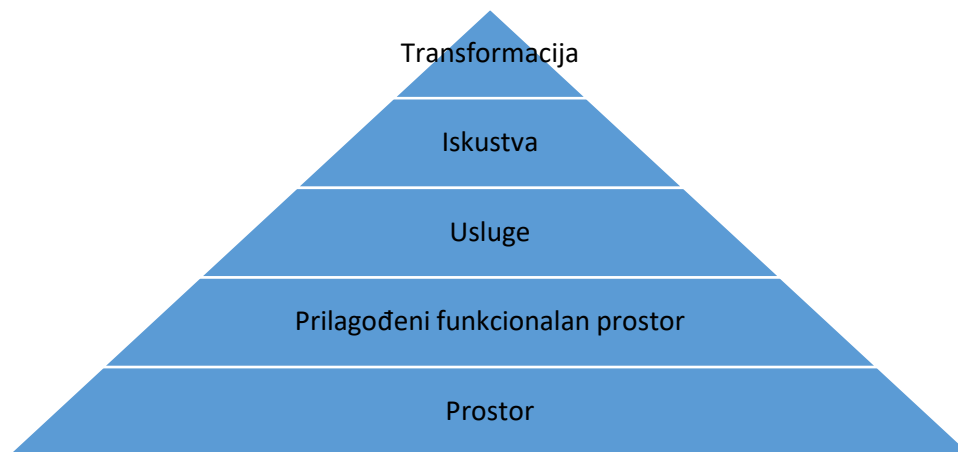 Transformacija
Iskustva
Usluge
Prilagođeni funkcionalan prostor
Prostor